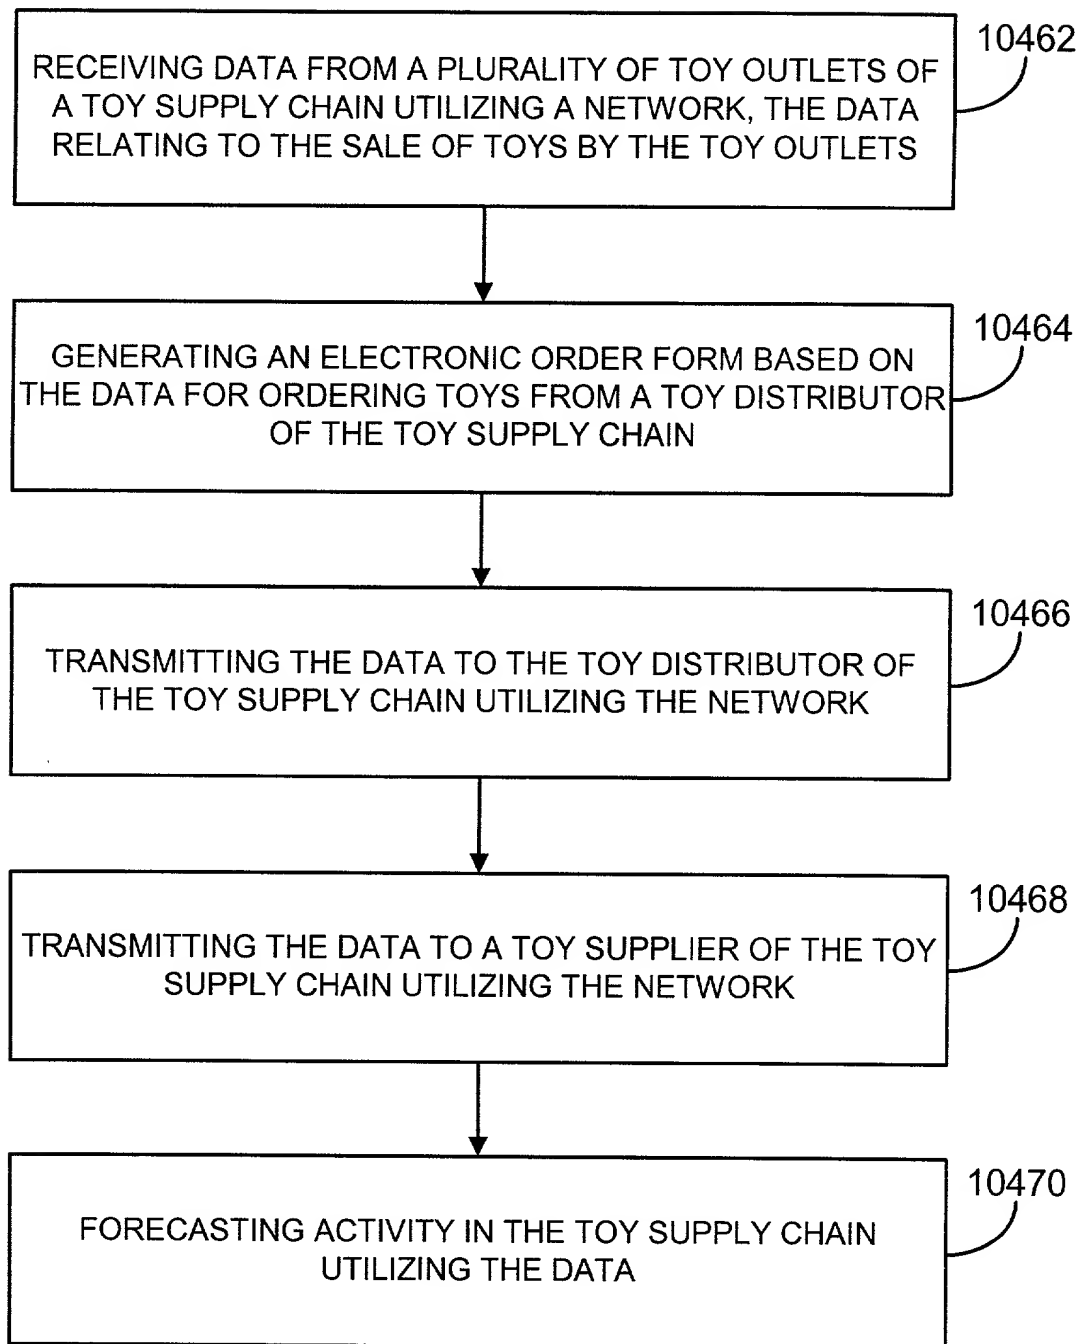 10462
RECEIVING DATA FROM A PLURALITY OF TOY OUTLETS OF
A TOY SUPPLY CHAIN UTILIZING A NETWORK, THE DATA
RELATING TO THE SALE OF TOYS BY THE TOY OUTLETS
10464
GENERATING AN ELECTRONIC ORDER FORM BASED ON
THE DATA FOR ORDERING TOYS FROM A TOY DISTRIBUTOR
OF THE TOY SUPPLY CHAIN
10466
TRANSMITTING THE DATA TO THE TOY DISTRIBUTOR OF
THE TOY SUPPLY CHAIN UTILIZING THE NETWORK
10468
TRANSMITTING THE DATA TO A TOY SUPPLIER OF THE TOY
SUPPLY CHAIN UTILIZING THE NETWORK
10470
FORECASTING ACTIVITY IN THE TOY SUPPLY CHAIN
UTILIZING THE DATA